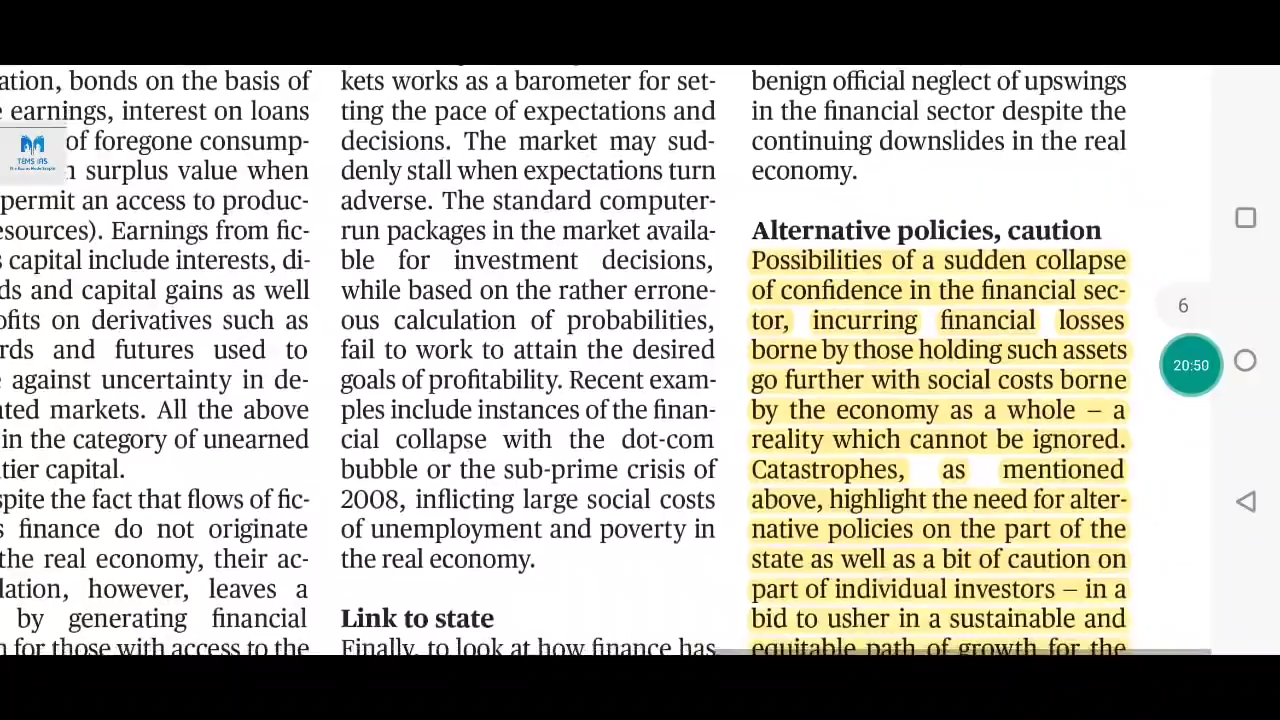 ation, bonds on the basis of
earnings, interest on loans
of foregone consump-
surplus value when
permit an access to produc-
esources). Earnings from fic-
capital include interests, di-
ds and capital gains as well
ofits on derivatives such as
rds and futures used to
against uncertainty in de-
ated markets. All the above
in the category of unearned
tier capital.
spite the fact that flows of fic-
s finance do not originate
the real economy, their ac-
lation, however, leaves a
by generating financial
for those with access to the
TEMS IAS
kets works as a barometer for set-
ting the pace of expectations and
decisions. The market may sud-
denly stall when expectations turn
adverse. The standard computer-
run packages in the market availa-
ble for investment decisions,
while based on the rather errone-
ous calculation of probabilities,
fail to work to attain the desired
goals of profitability. Recent exam-
ples include instances of the finan-
cial collapse with the dot-com
bubble or the sub-prime crisis of
2008, inflicting large social costs
of unemployment and poverty in
the real economy.
Link to state
Finally, to look at how finance has
benign official neglect of upswings
in the financial sector despite the
continuing downslides in the real
economy.
Alternative policies, caution
Possibilities of a sudden collapse
of confidence in the financial sec-
tor, incurring financial losses
borne by those holding such assets
go further with social costs borne
by the economy as a whole – a
reality which cannot be ignored.
Catastrophes, as mentioned
above, highlight the need for alter-
native policies on the part of the
state as well as a bit of caution on
part of individual investors – in a
bid to usher in a sustainable and
equitable path of growth for the
6
20:50